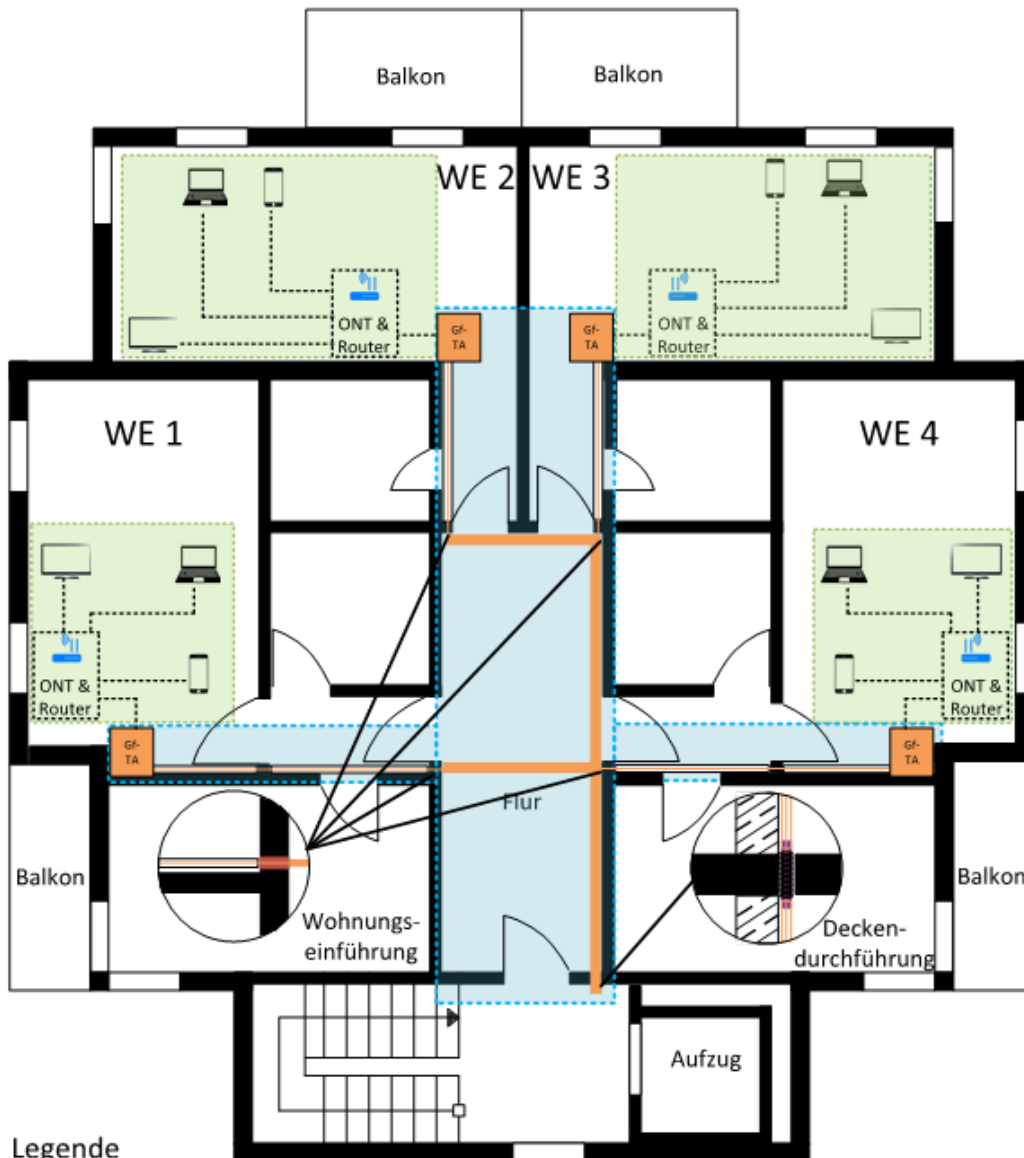 Balkon
Balkon
WE 2
WE 3
ONT &
Router
Gf-
TA
Gf-
TA
ONT &
Router
WE 1
WE 4
ONT &
Router
Gf-
TA
ONT &
Router
Gf-
TA
Flur
Balkon
Wohnungs-
einführung
Decken-
durchführung
Balkon
Aufzug
Legende